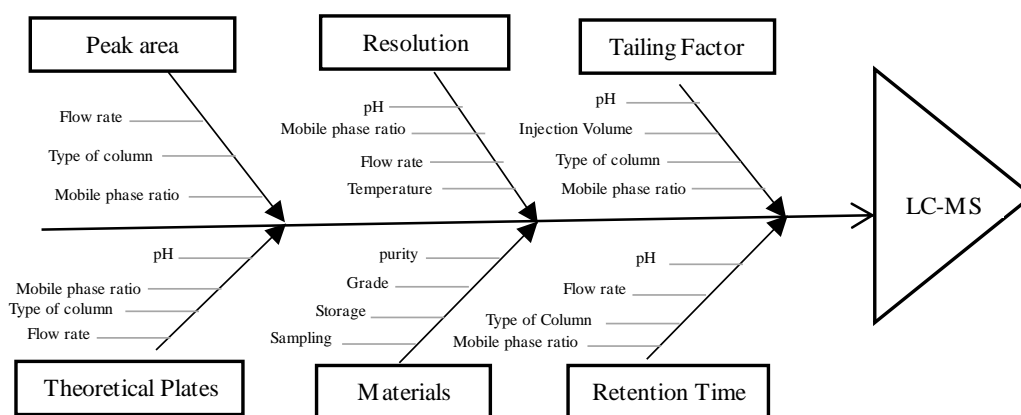 Peak area
Resolution
Tailing Factor
Flow rate
Type of column
Mobile phase ratio
pH
Mobile phase ratio
Flow rate
Temperature
pH
Injection Volume
Type of column
Mobile phase ratio
LC-MS
pH
Mobile phase ratio
Type of column
Flow rate
purity
Grade
Storage
Sampling
pH
Flow rate
Type of Column
Mobile phase ratio
Theoretical Plates
Materials
Retention Time